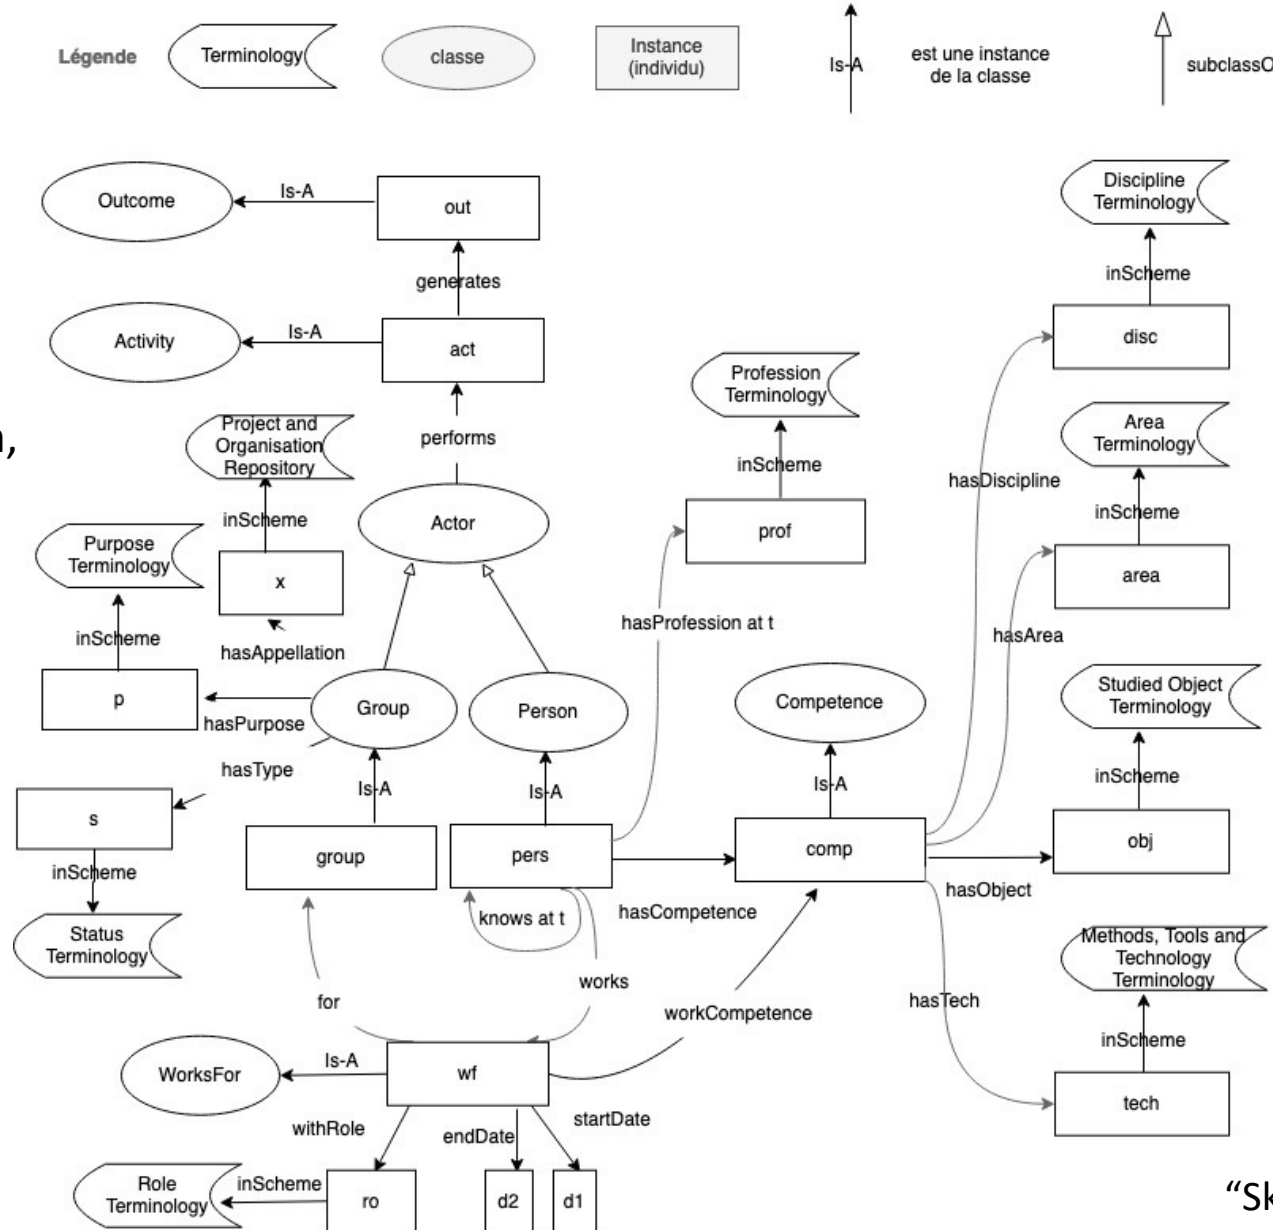 Légende
Terminology
classe
Instance
(individu)
Is-A
est une instance
de la classe
subclassO
Outcome
Is-A
out
generates
Activity
Is-A
act
performs
Discipline
Terminology
inScheme
disc
Profession
Terminology
inScheme
prof
n,
Project and
Organisation
Repository
inScheme
x
hasAppellation
Actor
Area
Terminology
inScheme
area
hasDiscipline
hasArea
hasProfession at t
Purpose
Terminology
inScheme
p
hasPurpose
Group
Person
hasType
Is-A
Is-A
Competence
Is-A
Studied Object
Terminology
inScheme
s
inScheme
Status
Terminology
group
pers
comp
obj
knows at t
hasCompetence
hasObject
works
for
workCompetence
hasTech
Methods, Tools and
Technology
Terminology
inScheme
tech
WorksFor
Is-A
wf
withRole
endDate
startDate
Role
Terminology
inScheme
ro
d2
d1
“Sk